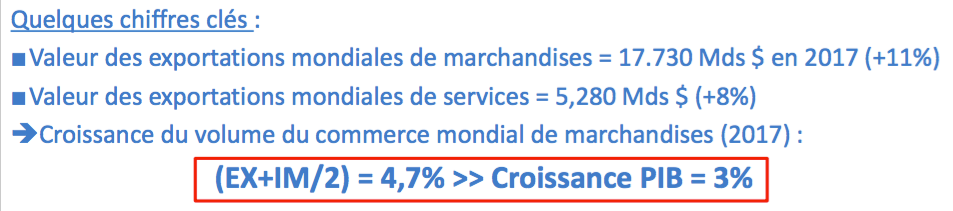 Quelques chiffres clés :
■Valeur des exportations mondiales de marchandises = 17.730 Mds $ en 2017 (+11%)
■Valeur des exportations mondiales de services = 5,280 Mds $ (+8%)
➔Croissance du volume du commerce mondial de marchandises (2017) :
(EX+IM/2) = 4,7% >> Croissance PIB = 3%